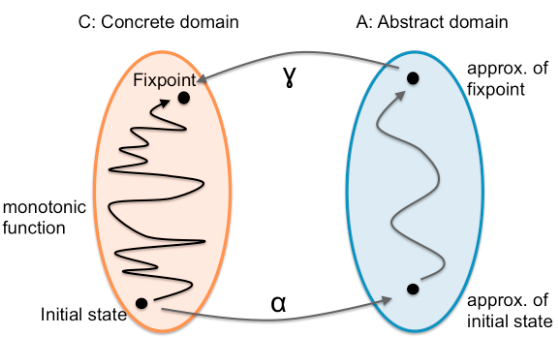 C: Concrete domain
A: Abstract domain
Fixpoint
γ
approx. of
fixpoint
monotonic
function
Initial state
α
approx. of
initial state